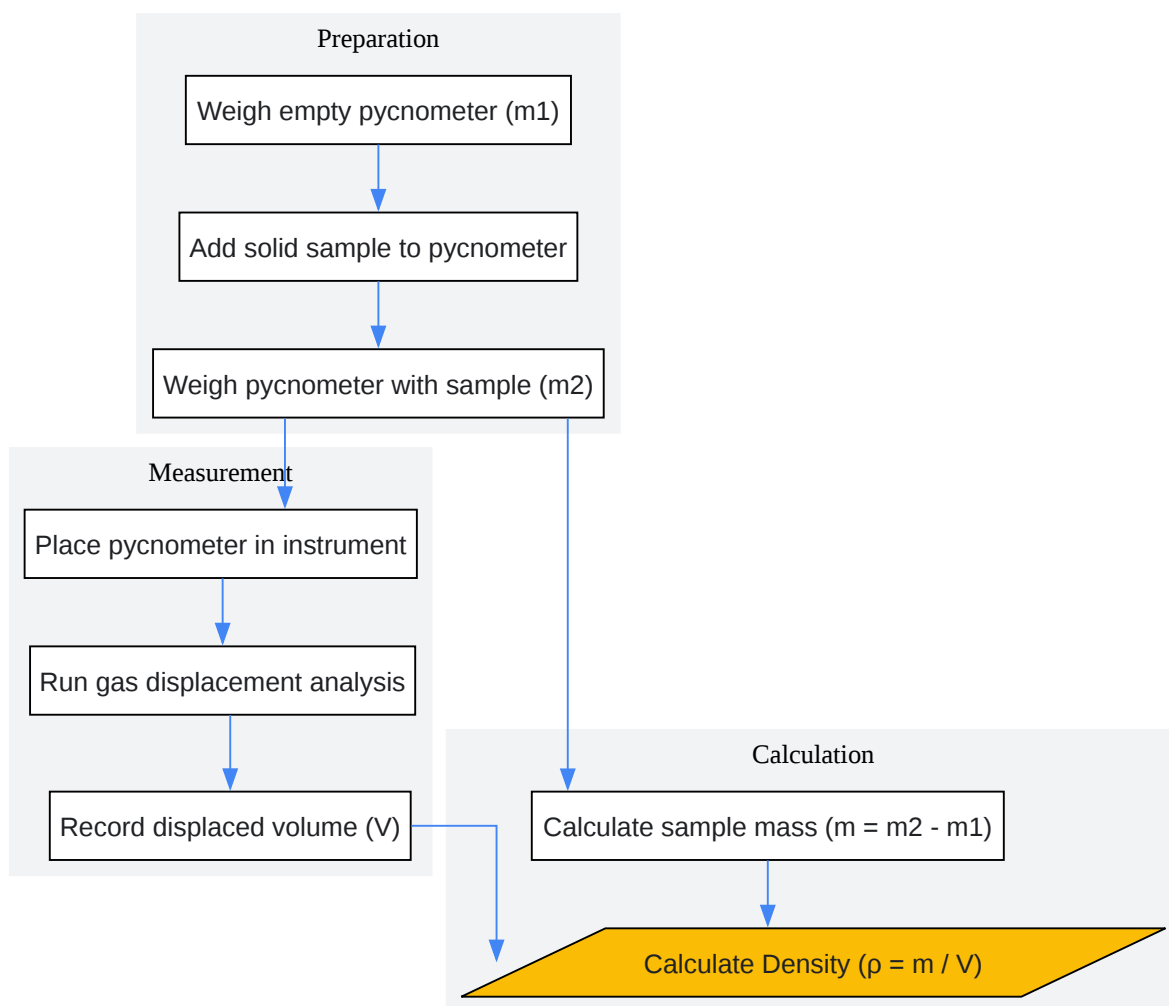 Preparation
Weigh empty pycnometer (m1)
Add solid sample to pycnometer
Weigh pycnometer with sample (m2)
Measurement
Place pycnometer in instrument
Run gas displacement analysis
Record displaced volume (V)
Calculation
Calculate sample mass (m = m2 - m1)
Calculate Density (ρ = m / V)